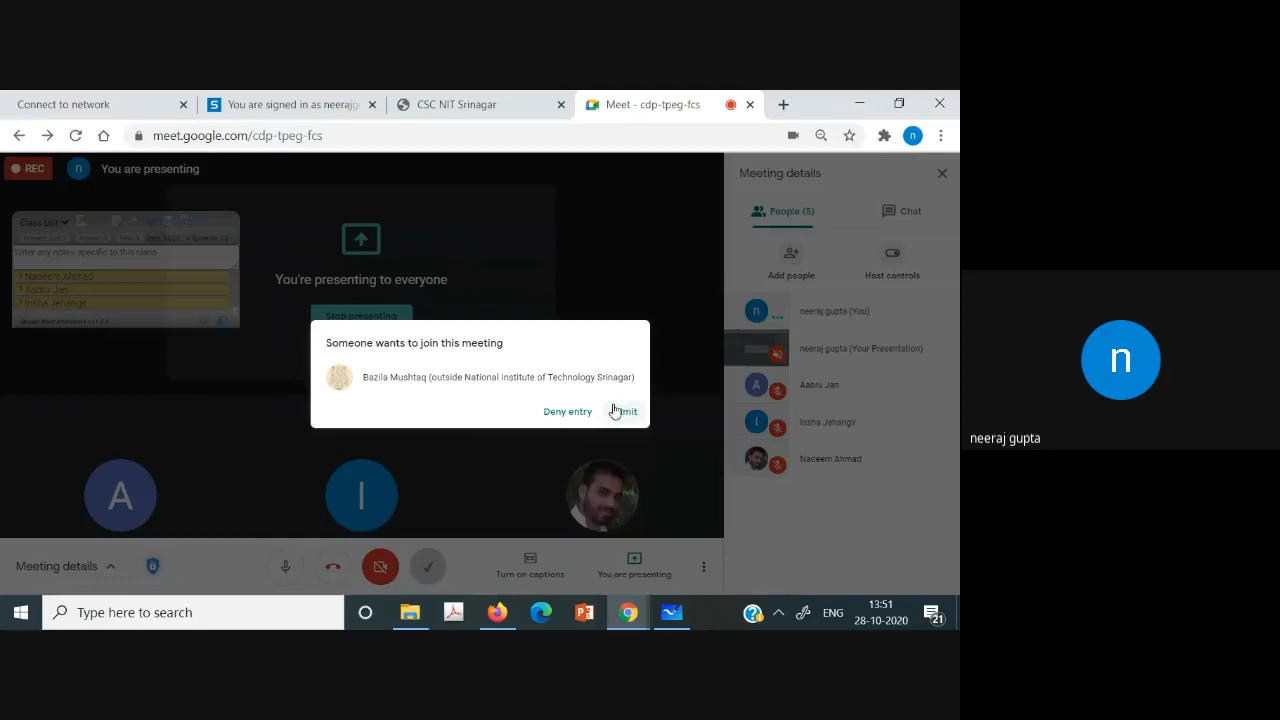 Connect to network
You are signed in as neerajg
CSC NIT Srinagar
Meet - cdp-tpeg-fcs
meet.google.com/cdp-tpeg-fcs
REC
n
You are presenting
Meeting details
Class List
People (5)
Chat
Enter any notes specific to this class
? Nadeem Ahmad
? Aabru Jan
? Insha Jehangir
You're presenting to everyone
Stop presenting
Add people
Host controls
n
neeraj gupta (You)
neeraj gupta (Your Presentation)
A
Aabru Jan
I
Insha Jehangir
Nadeem Ahmad
Someone wants to join this meeting
Bazila Mushtaq (outside National Institute of Technology Srinagar)
Deny entry
A
I
n
neeraj gupta
Meeting details
Turn on captions
You are presenting
Type here to search
ENG
13:51
28-10-2020
21